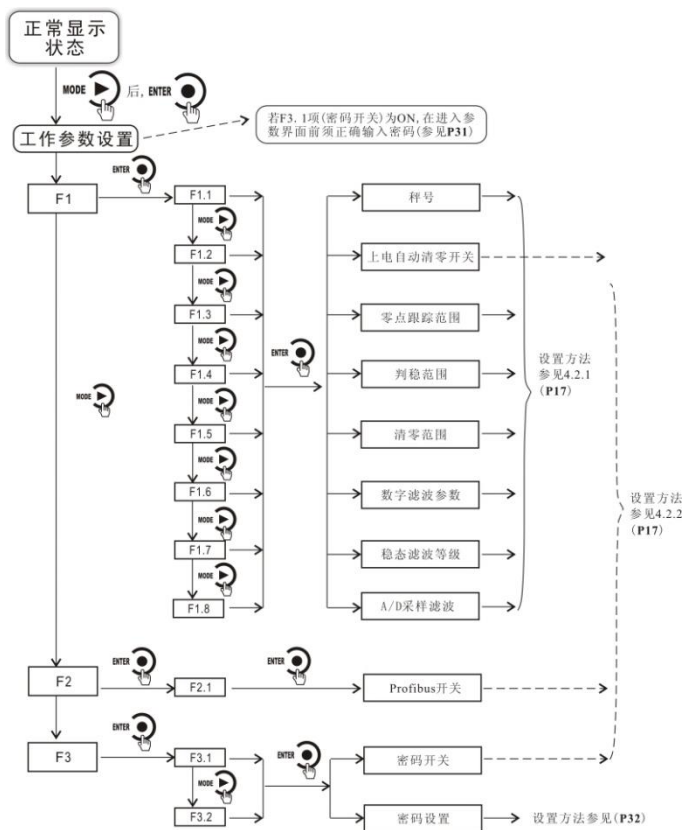 正常显示
状态
MODE 后, ENTER
工作参数设置
若F3.1项(密码开关)为ON,在进入参
数界面前须正确输入密码(参见P31)
ENTER
F1
F1.1
秤号
MODE
F1.2
上电自动清零开关
MODE
F1.3
零点跟踪范围
MODE
ENTER
F1.4
判稳范围
设置方法
参见4.2.1
(P17)
MODE
MODE
F1.5
清零范围
MODE
F1.6
数字滤波参数
设置方法
参见4.2.2
(P17)
MODE
F1.7
稳态滤波等级
MODE
F1.8
A/D采样滤波
ENTER
ENTER
F2
F2.1
Profibus开关
ENTER
F3
F3.1
ENTER
密码开关
MODE
F3.2
密码设置
设置方法参见(P32)